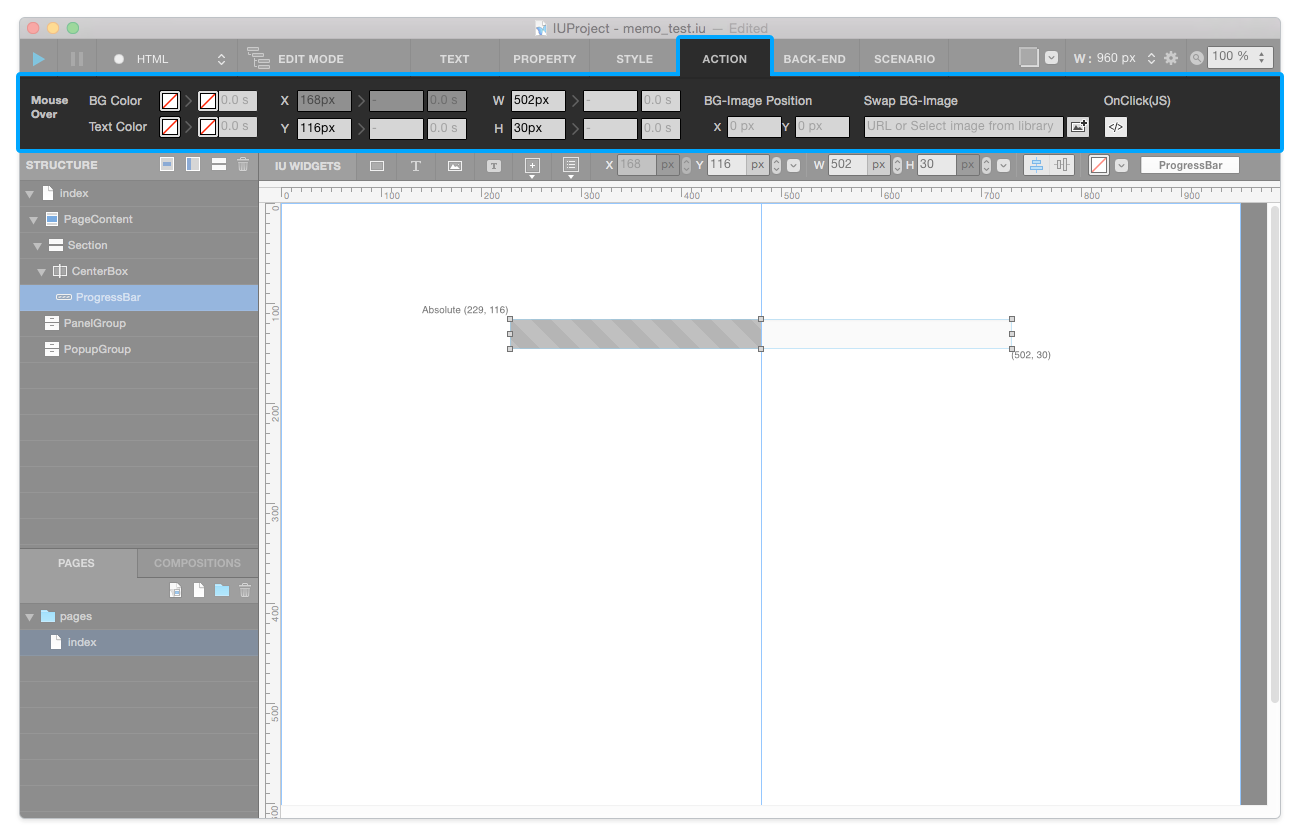 IUProject - memo_test.iu — Edited
HTML EDIT MODE TEXT PROPERTY STYLE ACTION BACK-END SCENARIO W: 960 px 100 %
Mouse Over
BG Color 0.0 s X 168px - 0.0 s W 502px - 0.0 s BG-Image Position Swap BG-Image OnClick(JS)
Text Color 0.0 s Y 116px - 0.0 s H 30px - 0.0 s X 0 px Y 0 px URL or Select image from library </>
STRUCTURE IU WIDGETS T T X 168 px Y 116 px W 502 px H 30 px ProgressBar
index
PageContent
Section
CenterBox
ProgressBar
PanelGroup
PopupGroup
0 100 200 300 400 500 600 700 800 900
0
100
200
300
400
500
600
Absolute (229, 116)
(502, 30)
PAGES COMPOSITIONS
pages
index